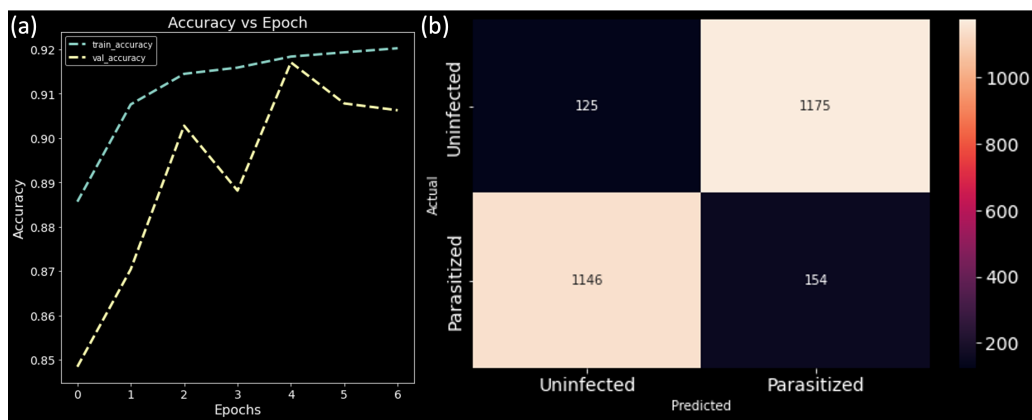 (a)
Accuracy vs Epoch
train_accuracy
val_accuracy
0.92
0.91
0.90
0.89
0.88
0.87
0.86
0.85
Accuracy
0 1 2 3 4 5 6
Epochs
(b)
Actual
Uninfected
Parasitized
125 1175
1146 154
Uninfected Parasitized
Predicted
1000
800
600
400
200